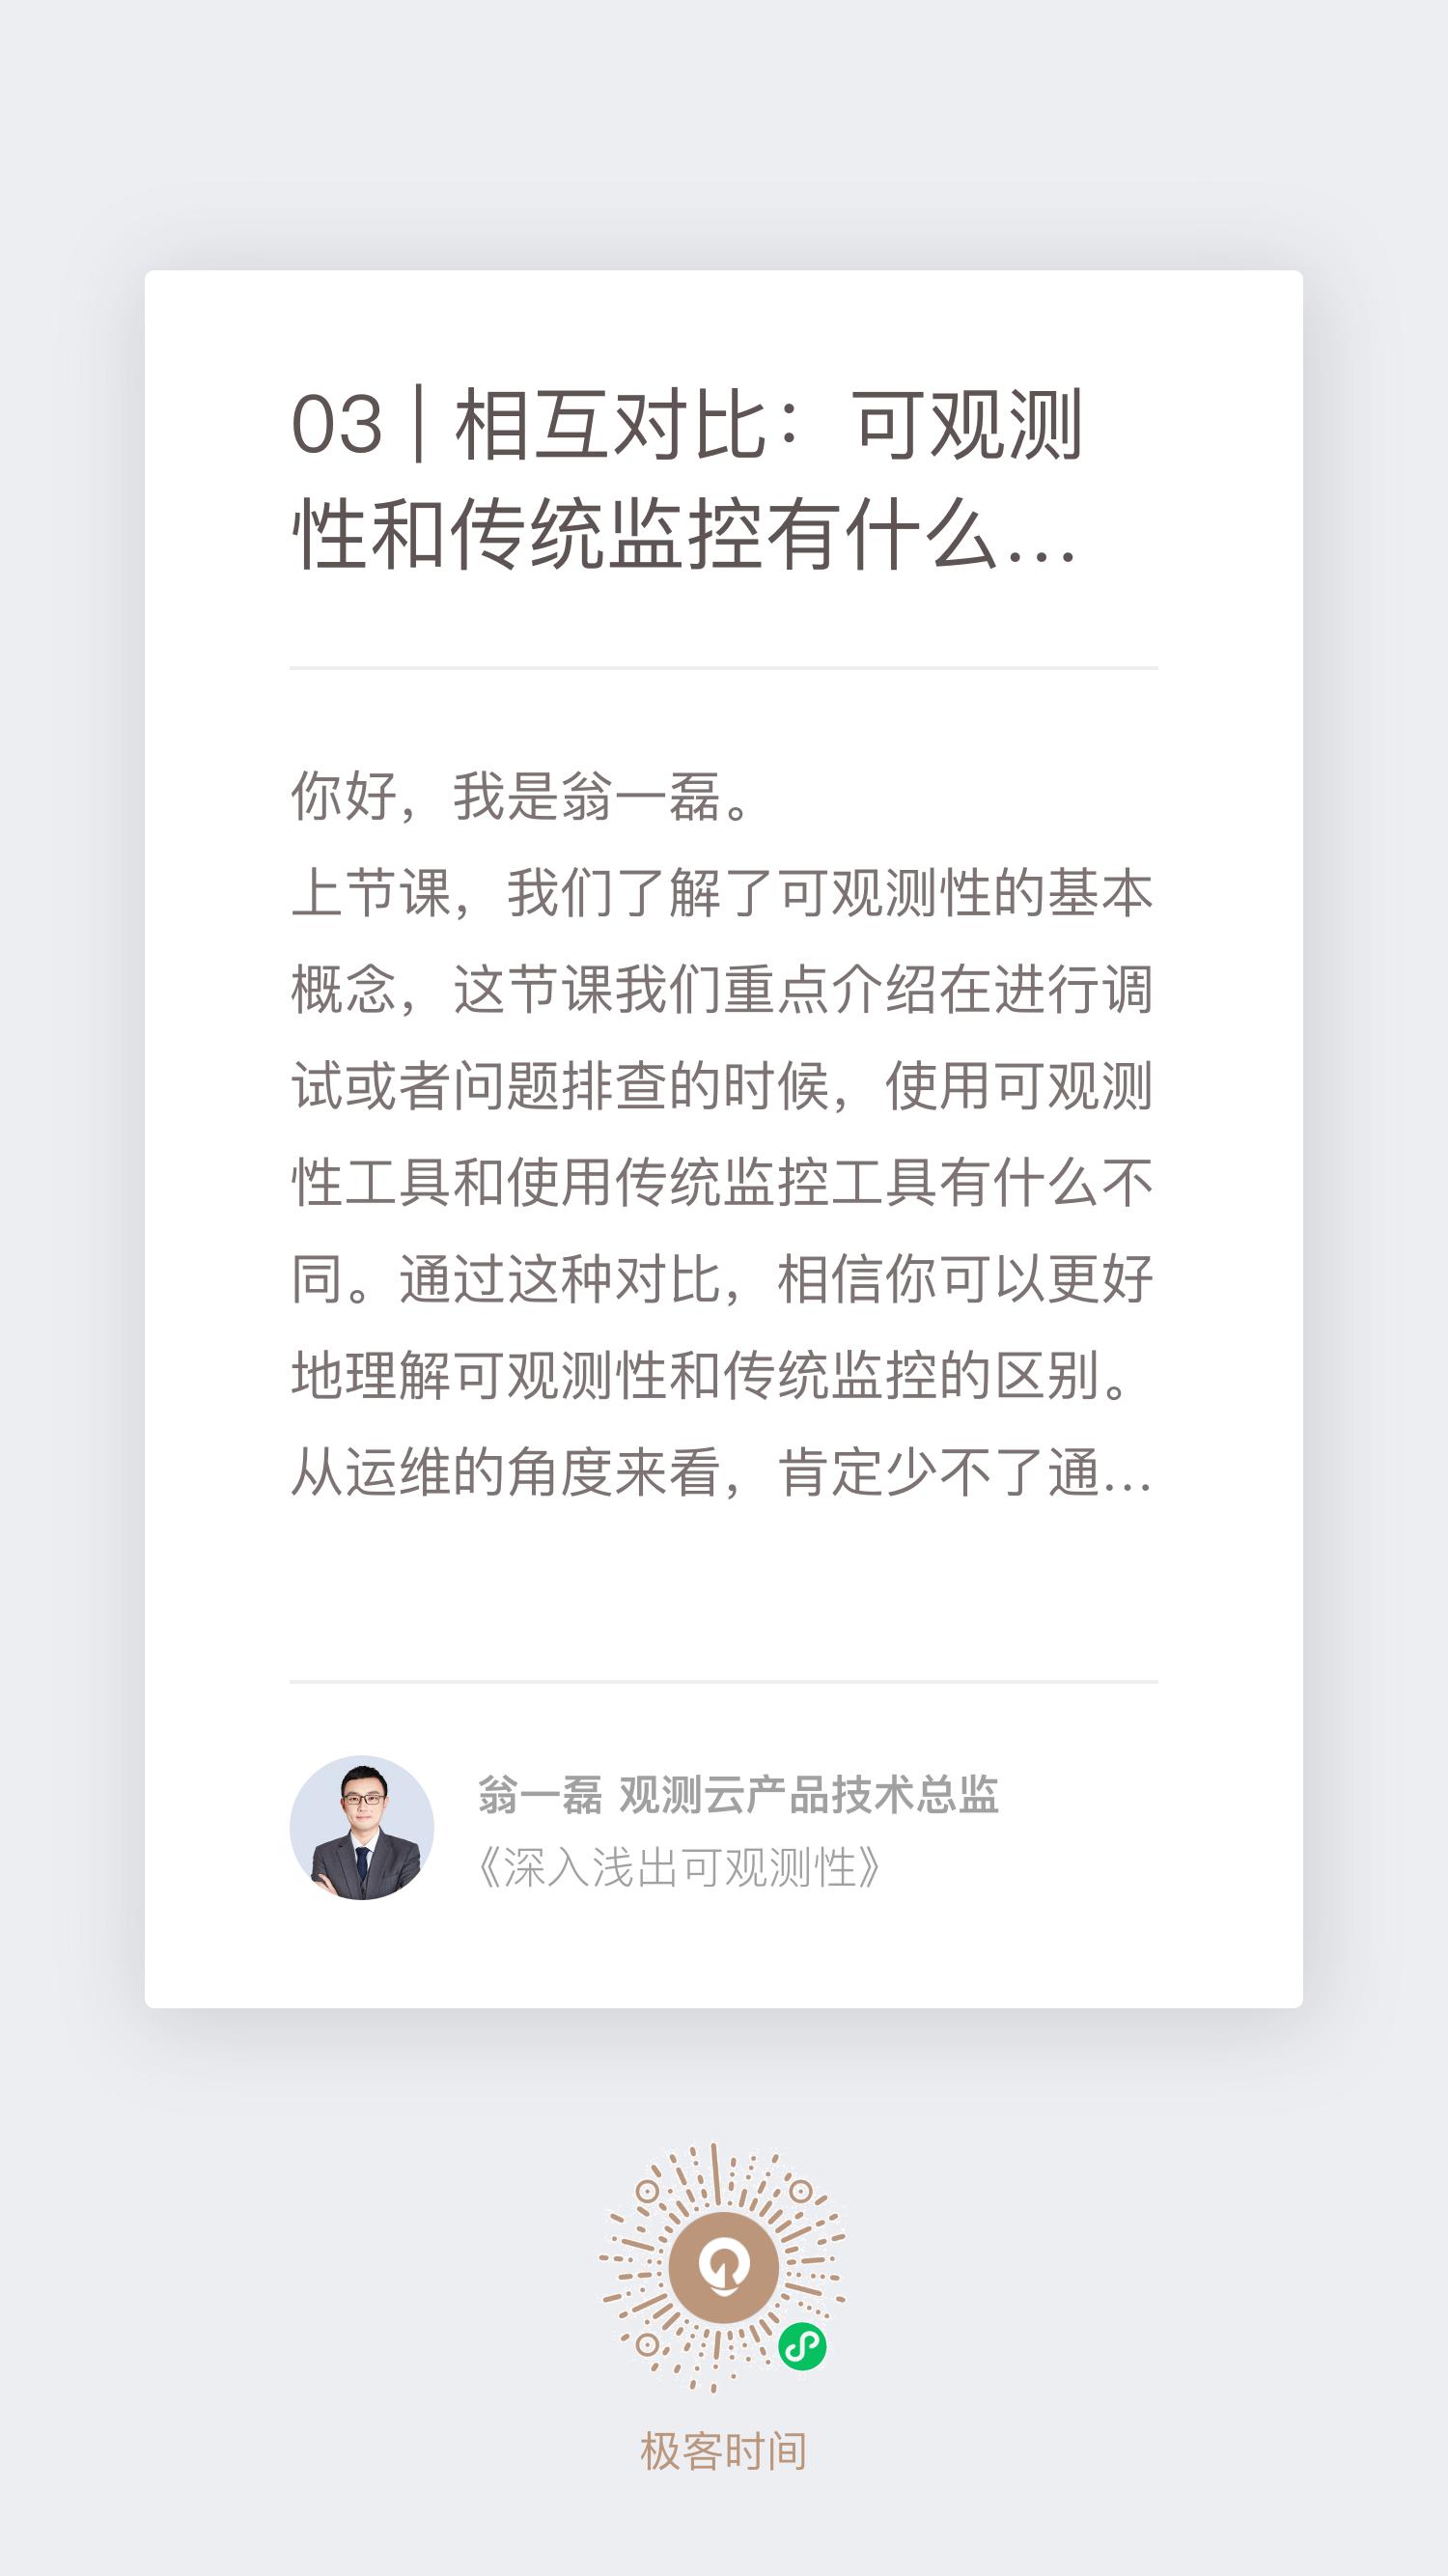 03 | 相互对比：可观测
性和传统监控有什么...
你好，我是翁一磊。
上节课，我们了解了可观测性的基本
概念，这节课我们重点介绍在进行调
试或者问题排查的时候，使用可观测
性工具和使用传统监控工具有什么不
同。通过这种对比，相信你可以更好
地理解可观测性和传统监控的区别。
从运维的角度来看，肯定少不了通...
翁一磊 观测云产品技术总监
《深入浅出可观测性》
极客时间